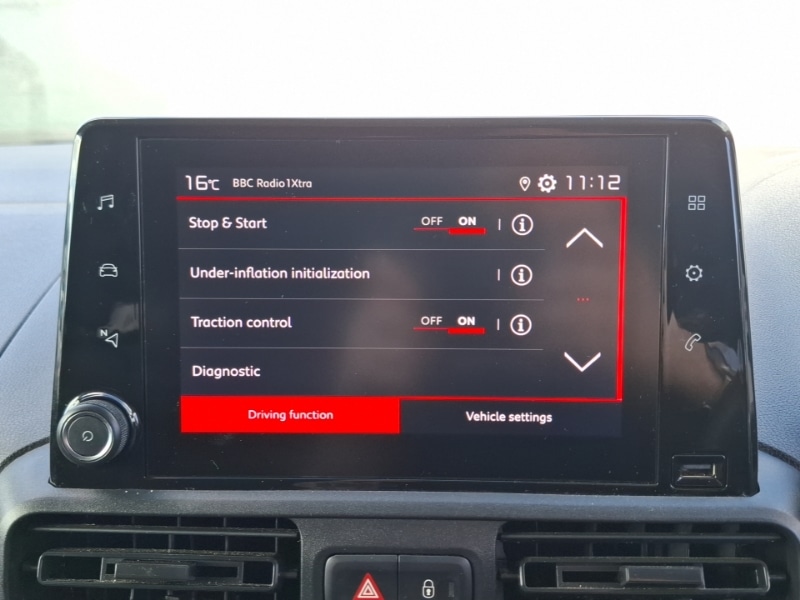 16°C BBC Radio 1Xtra 11:12
Stop & Start OFF ON
Under-inflation initialization
Traction control OFF ON
Diagnostic
Driving function Vehicle settings
N